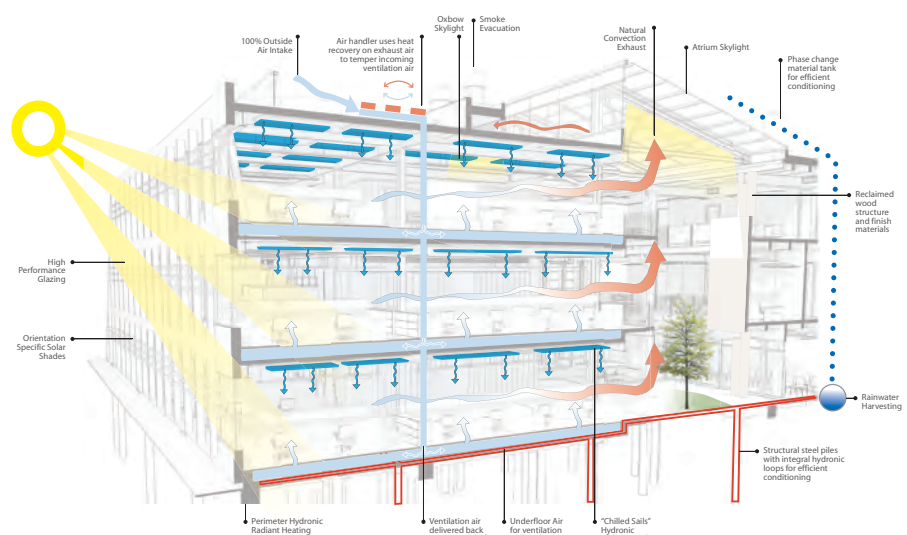 100% Outside
Air Intake
Air handler uses heat
recovery on exhaust air
to temper incoming
ventilation air
Oxbow
Skylight
Smoke
Evacuation
Natural
Convection
Exhaust
Atrium Skylight
Phase change
material tank
for efficient
conditioning
Reclaimed
wood
structure
and finish
materials
High
Performance
Glazing
Orientation
Specific Solar
Shades
Rainwater
Harvesting
Structural steel piles
with integral hydronic
loops for efficient
conditioning
Perimeter Hydronic
Radiant Heating
Ventilation air
delivered back
Underfloor Air
for ventilation
"Chilled Sails"
Hydronic